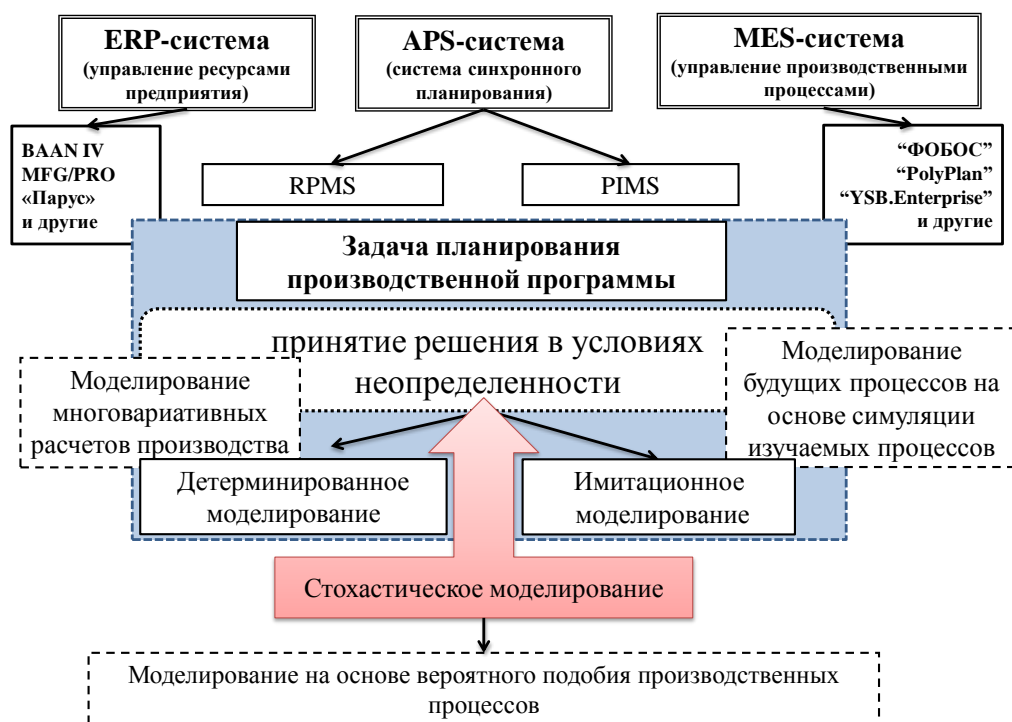 ERP-система
(управление ресурсами
предприятия)
APS-система
(система синхронного
планирования)
MES-система
(управление производственными
процессами)
BAAN IV
MFG/PRO
«Парус»
и другие
RPMS
PIMS
“ФОБОС”
“PolyPlan”
“YSB.Enterprise”
и другие
Задача планирования
производственной программы
принятие решения в условиях
неопределенности
Моделирование
многовариативных
расчетов производства
Моделирование
будущих процессов на
основе симуляции
изучаемых процессов
Детерминированное
моделирование
Имитационное
моделирование
Стохастическое моделирование
Моделирование на основе вероятного подобия производственных
процессов